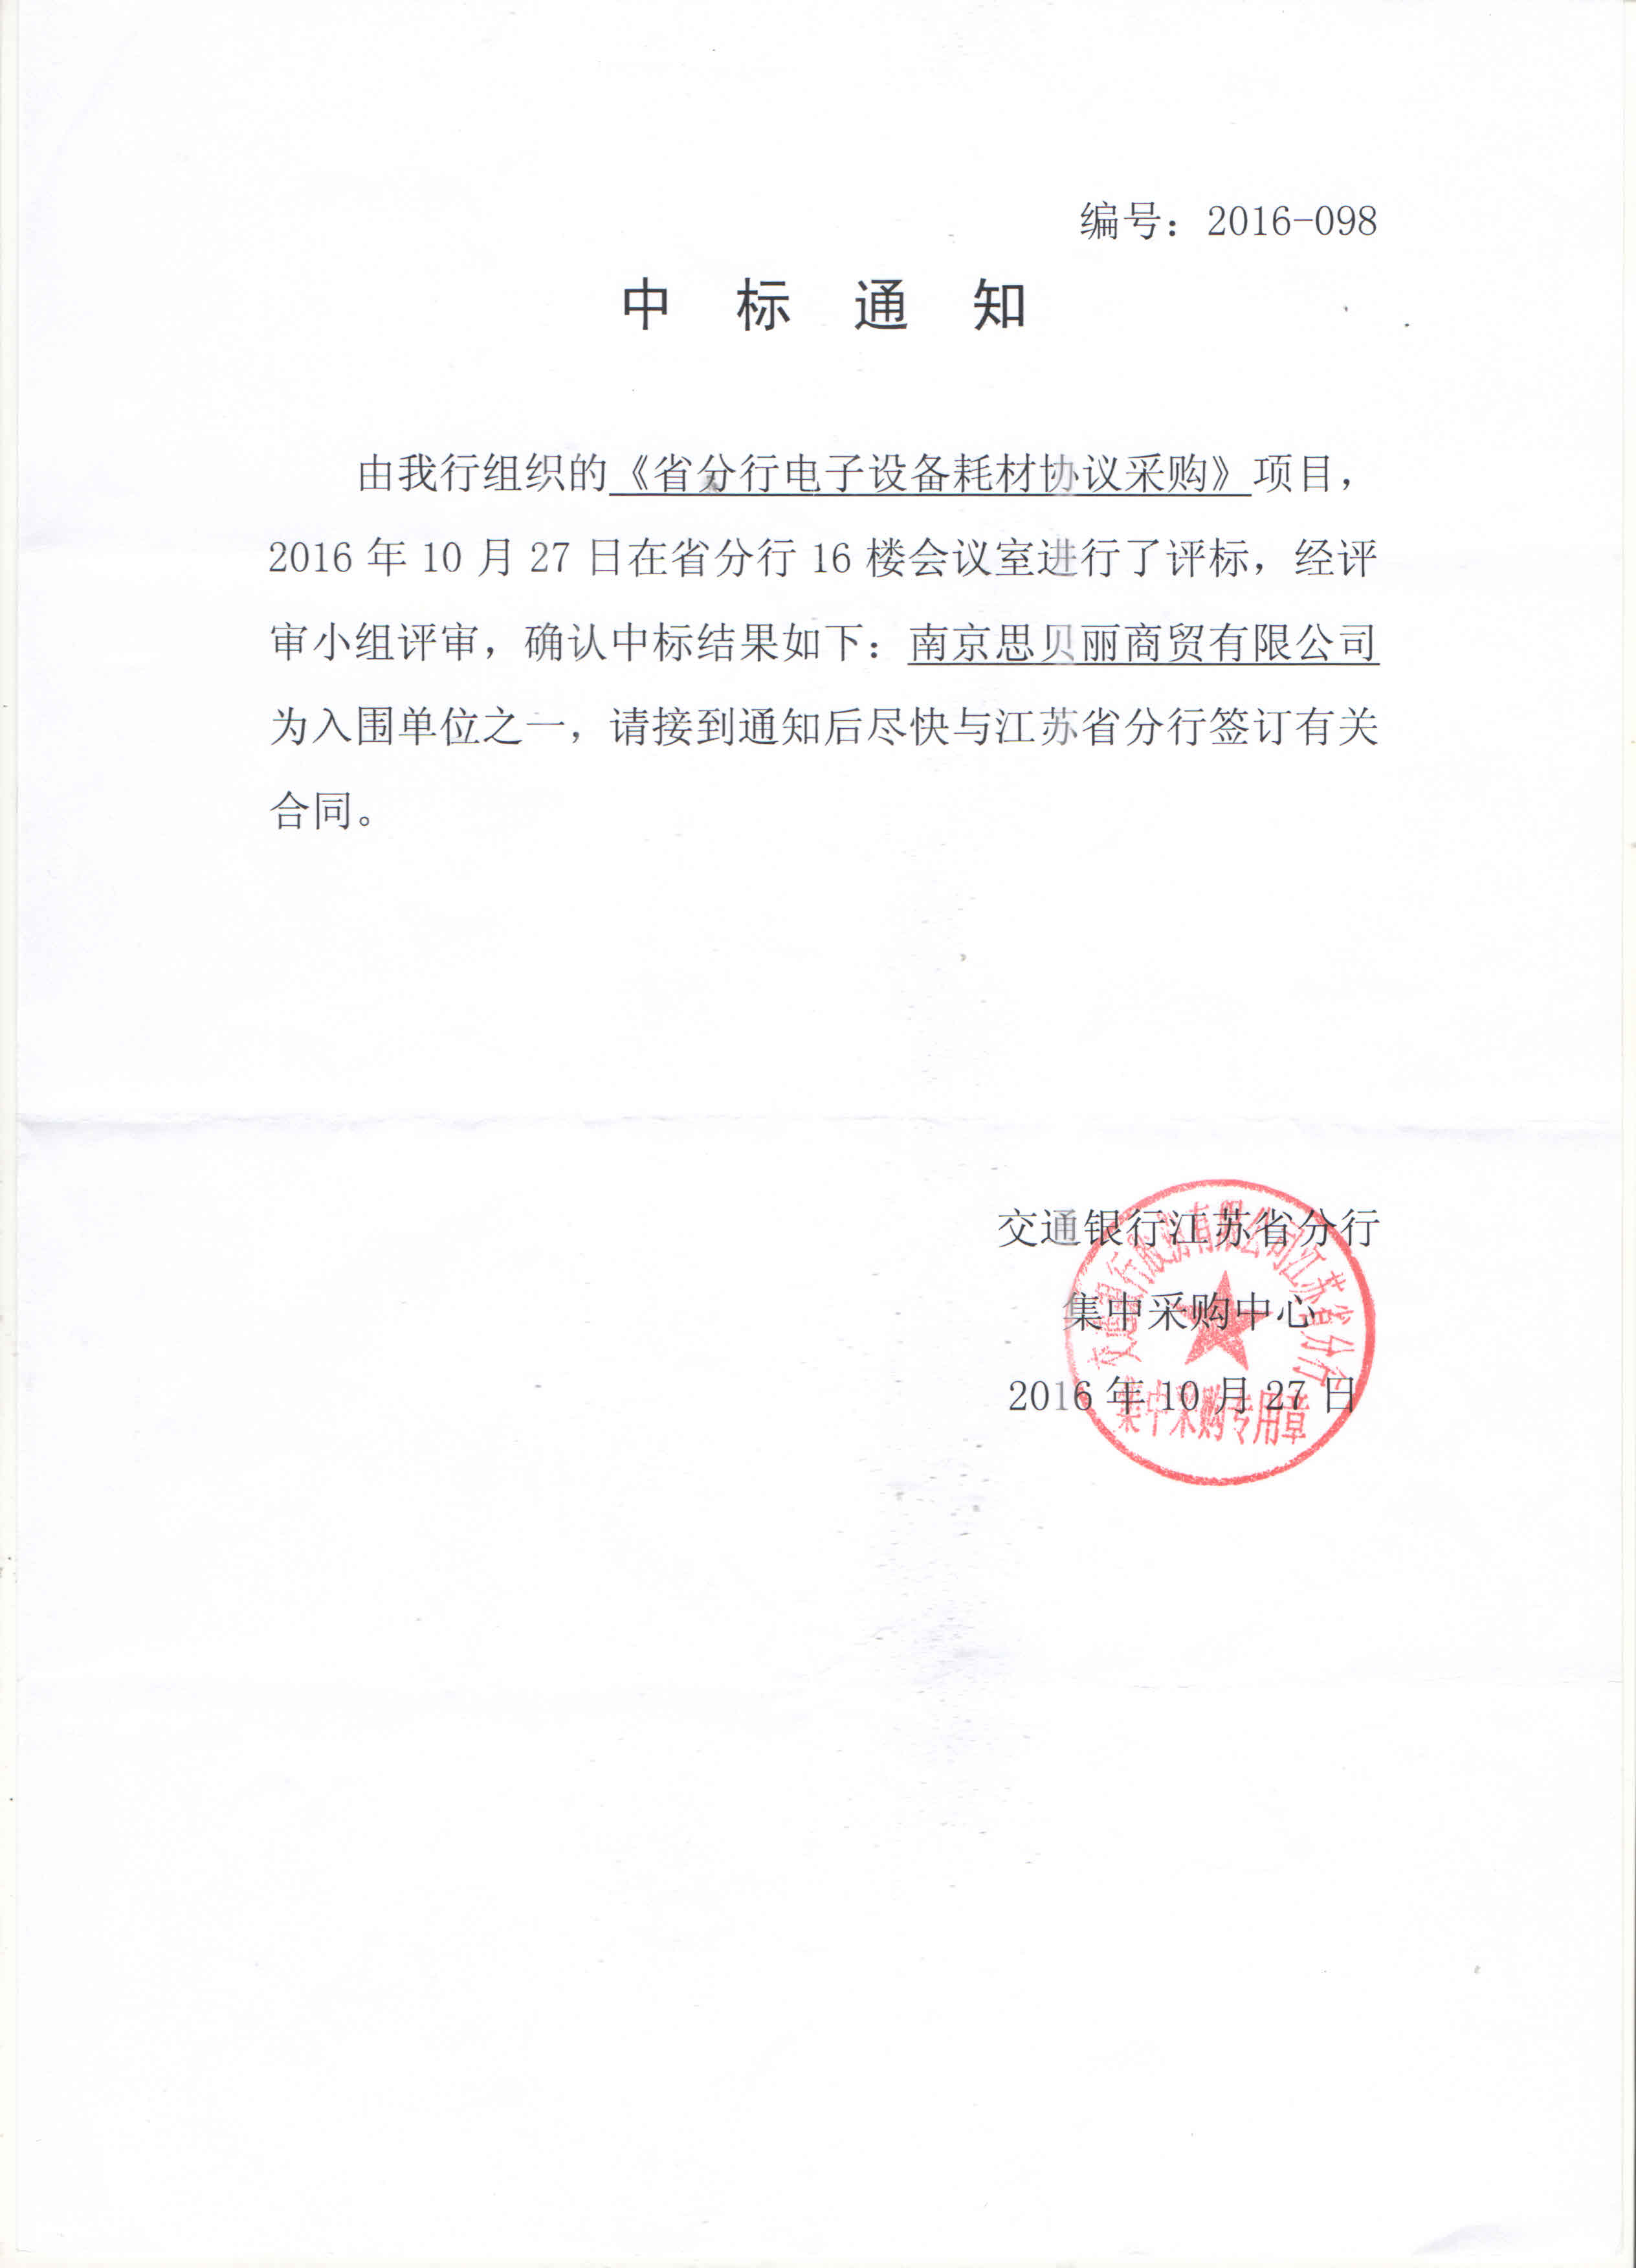 编号：2016-098
中 标 通 知
由我行组织的《省分行电子设备耗材协议采购》项目，
2016 年 10 月 27 日在省分行 16 楼会议室进行了评标，经评
审小组评审，确认中标结果如下：南京思贝丽商贸有限公司
为入围单位之一，请接到通知后尽快与江苏省分行签订有关
合同。
交通银行江苏省分行
集中采购中心
2016 年 10 月 27 日
交通银行股份有限公司江苏省分行
集中采购专用章